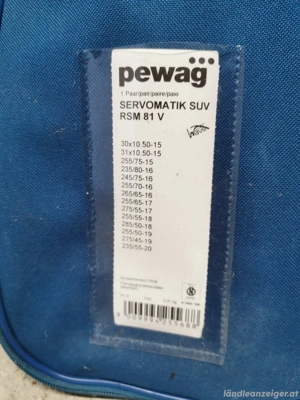 pewag
1 Paar/pair/paire/paio
SERVOMATIK SUV
RSM 81 V
30x10.50-15
31x10.50-15
255/75-15
235/80-16
245/75-16
255/70-16
265/65-16
255/65-17
275/55-17
255/55-18
285/50-18
255/50-19
275/45-19
235/55-20
ländleanzeiger.at